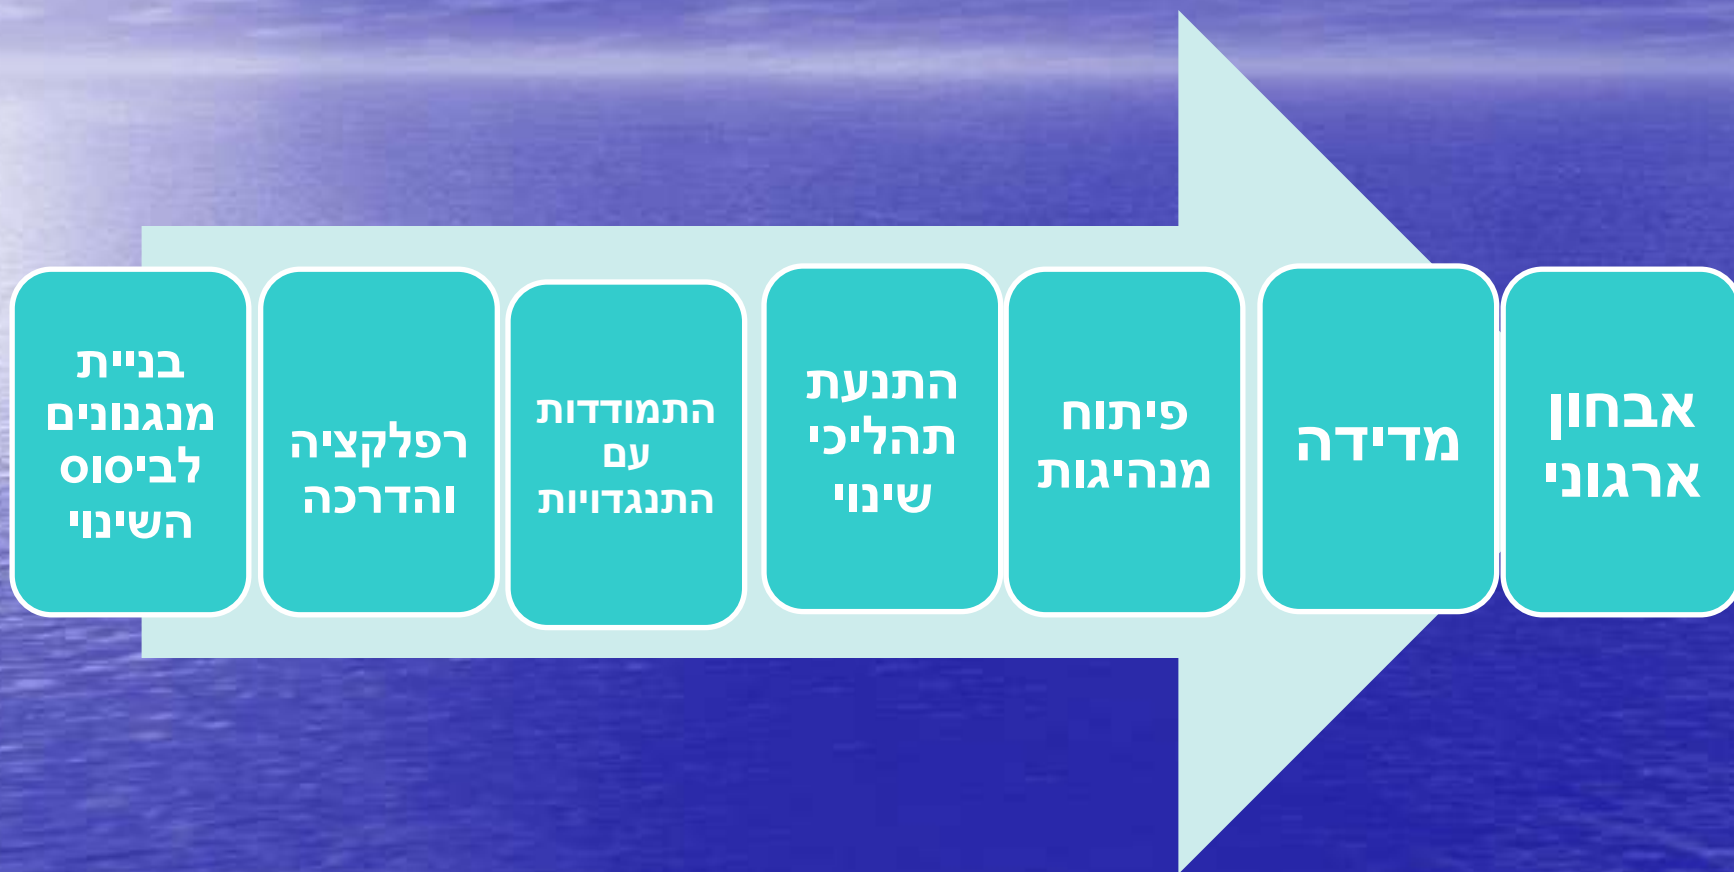 אבחון
ארגוני
מדידה
פיתוח
מנהיגות
התנעת
תהליכי
שינוי
התמודדות
עם
התנגדויות
רפלקציה
והדרכה
בניית
מנגנונים
לביסוס
השינוי